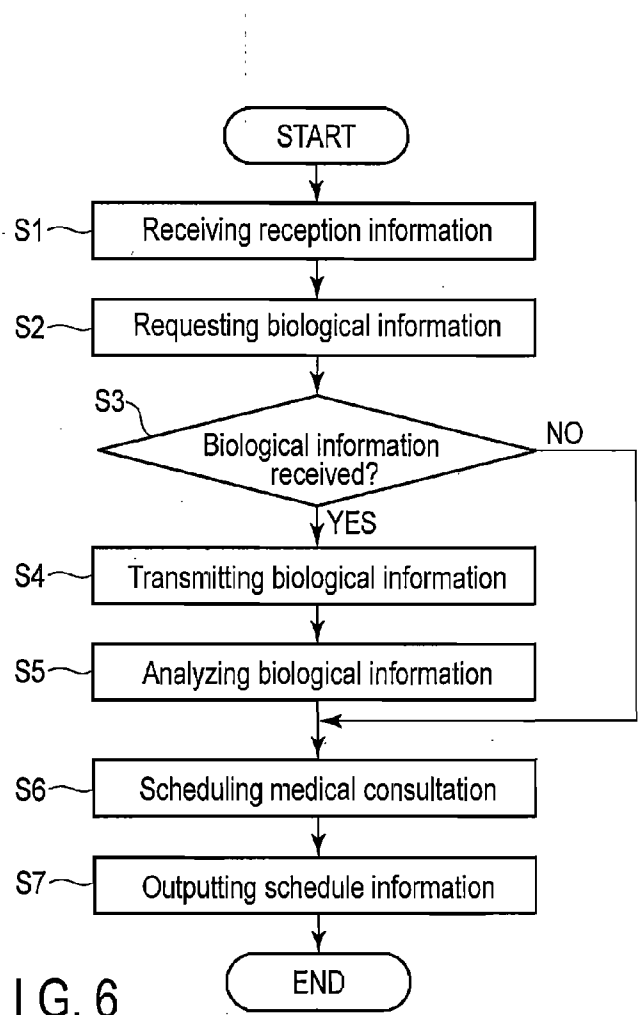 START
S1 Receiving reception information
S2 Requesting biological information
S3
Biological information
received?
NO
YES
S4 Transmitting biological information
S5 Analyzing biological information
S6 Scheduling medical consultation
S7 Outputting schedule information
END
I G. 6